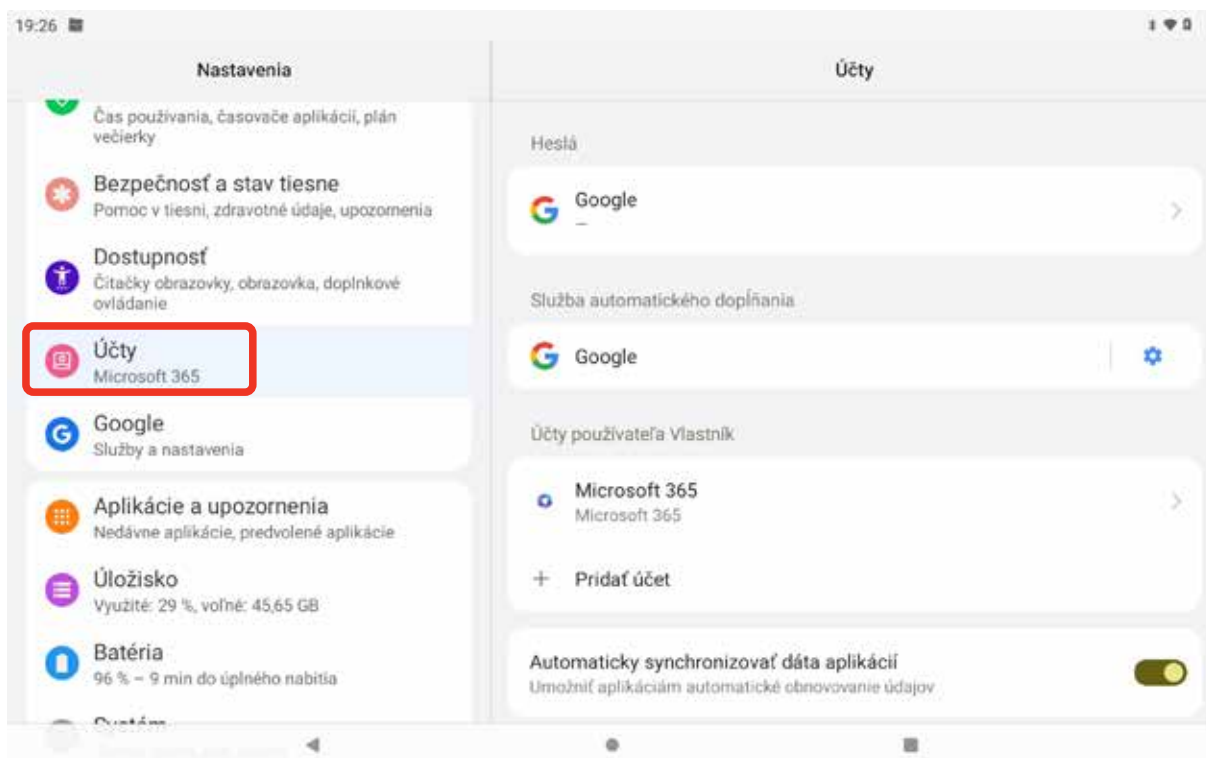 19:26
Nastavenia
Čas používania, časovače aplikácií, plán
večierky
Bezpečnosť a stav tiesne
Pomoc v tiesni, zdravotné údaje, upozornenia
Dostupnosť
Čítačky obrazovky, obrazovka, doplnkové
ovládanie
Účty
Microsoft 365
Google
Služby a nastavenia
Aplikácie a upozornenia
Nedávne aplikácie, predvolené aplikácie
Úložisko
Využité: 29 %, voľné: 45,65 GB
Batéria
96 % – 9 min do úplného nabitia
Systém
Účty
Heslá
Google
–
Služba automatického dopĺňania
Google
Účty používateľa Vlastník
Microsoft 365
Microsoft 365
+ Pridať účet
Automaticky synchronizovať dáta aplikácií
Umožniť aplikáciám automatické obnovovanie údajov